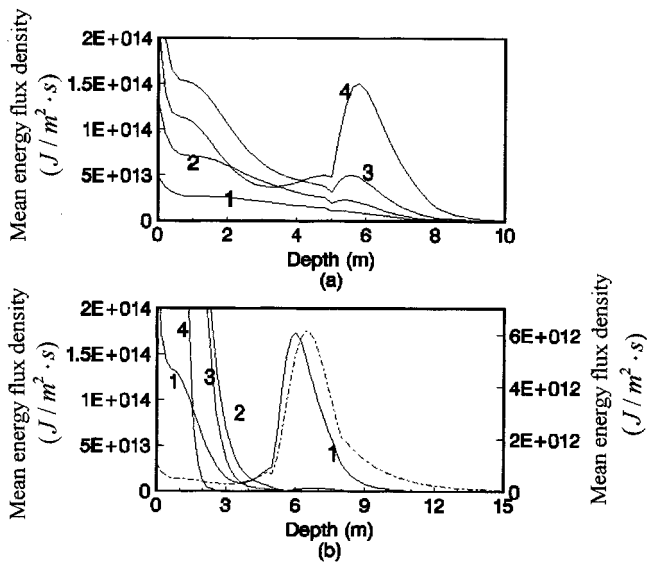 Mean energy flux density
(J / m² · s)
2E+014
1.5E+014
1E+014
5E+013
0
4
3
2
1
0
2
4
6
8
10
Depth (m)
(a)
Mean energy flux density
(J / m² · s)
2E+014
1.5E+014
1E+014
5E+013
0
4
1
3
2
1
6E+012
4E+012
2E+012
0
Mean energy flux density
(J / m² · s)
0
3
6
9
12
15
Depth (m)
(b)